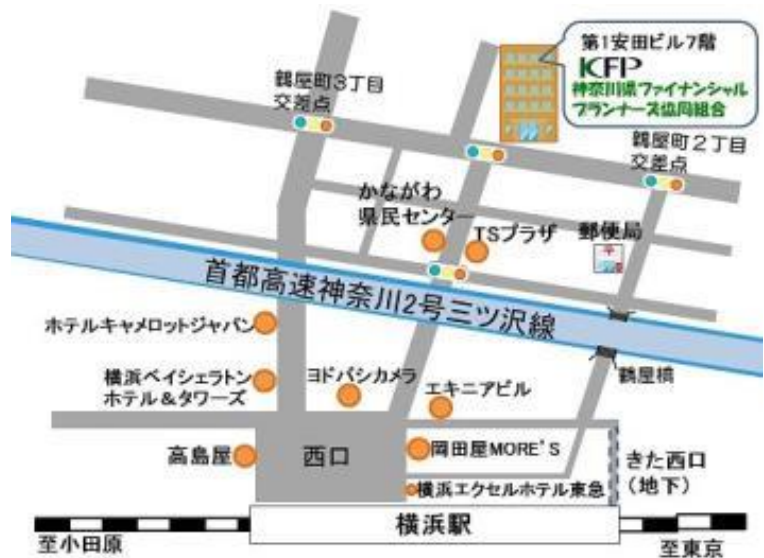 第1安田ビル7階
KFP
神奈川県ファイナンシャル
プランナーズ協同組合
鶴屋町3丁目
交差点
鶴屋町2丁目
交差点
かながわ
県民センター
TSプラザ
郵便局
〒
首都高速神奈川2号三ツ沢線
ホテルキャメロットジャパン
横浜ベイシェラトン
ホテル&タワーズ
ヨドバシカメラ
エキニアビル
鶴屋橋
高島屋
西口
岡田屋MORE'S
きた西口
(地下)
横浜エクセルホテル東急
横浜駅
至小田原
至東京